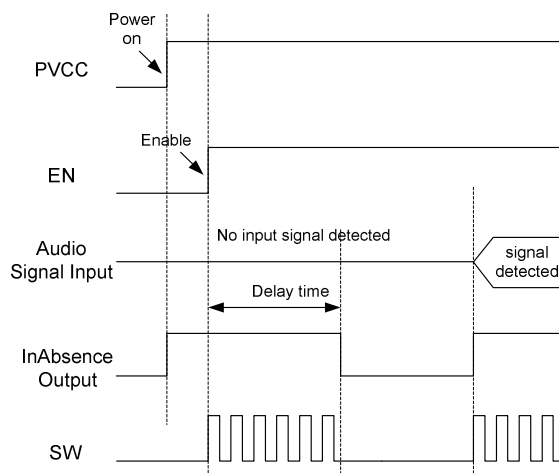 Power
on
PVCC
Enable
EN
No input signal detected
Audio
Signal Input
signal
detected
Delay time
InAbsence
Output
SW